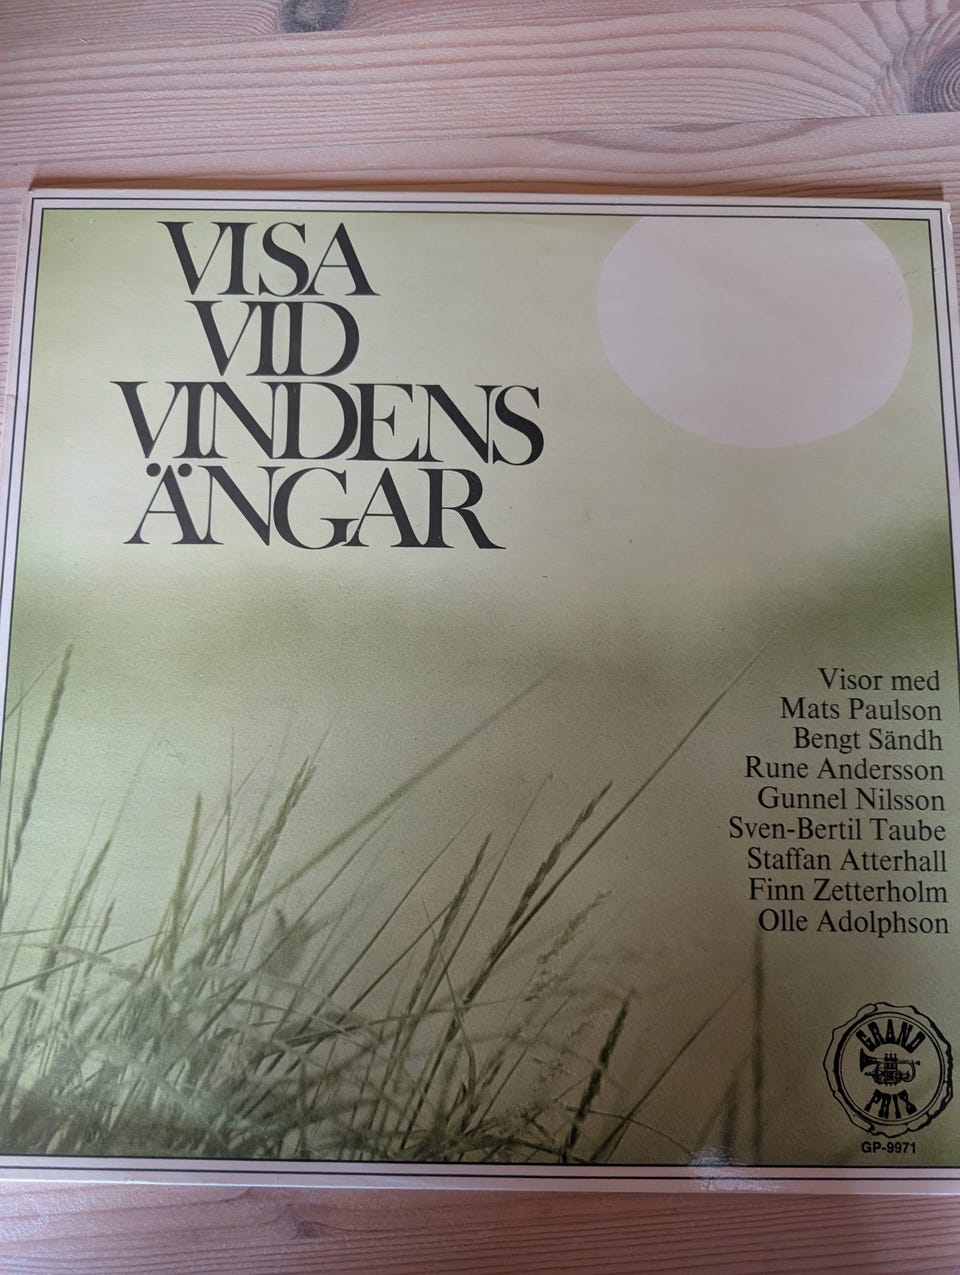 VISA
VID
VINDENS
ÄNGAR
Visor med
Mats Paulson
Bengt Sändh
Rune Andersson
Gunnel Nilsson
Sven-Bertil Taube
Staffan Atterhall
Finn Zetterholm
Olle Adolphson
GRAND
PRIX
GP-9971